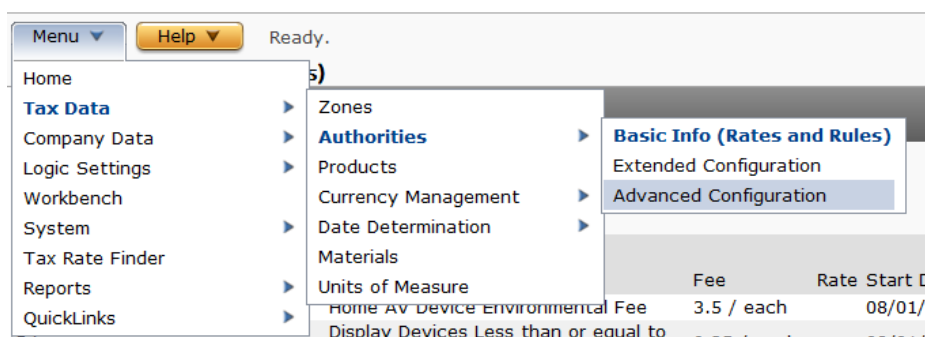 Menu Help Ready.
s)
Home
Tax Data
Company Data
Logic Settings
Workbench
System
Tax Rate Finder
Reports
QuickLinks
Zones
Authorities
Products
Currency Management
Date Determination
Materials
Units of Measure
Basic Info (Rates and Rules)
Extended Configuration
Advanced Configuration
Fee Rate Start D
Home AV Device Environmental Fee 3.5 / each 08/01/
Display Devices Less than or equal to